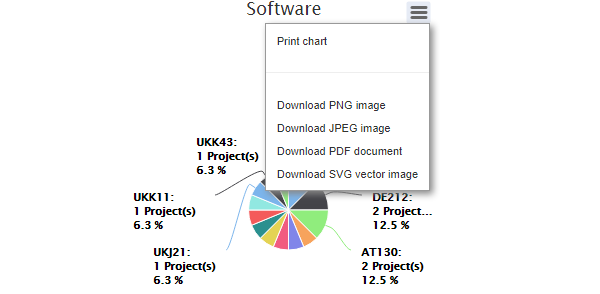 Software
Print chart
Download PNG image
Download JPEG image
Download PDF document
Download SVG vector image
UKK43:
1 Project(s)
6.3 %
UKK11:
1 Project(s)
6.3 %
DE212:
2 Projec...
12.5 %
UKJ21:
1 Project(s)
6.3 %
AT130:
2 Project(s)
12.5 %